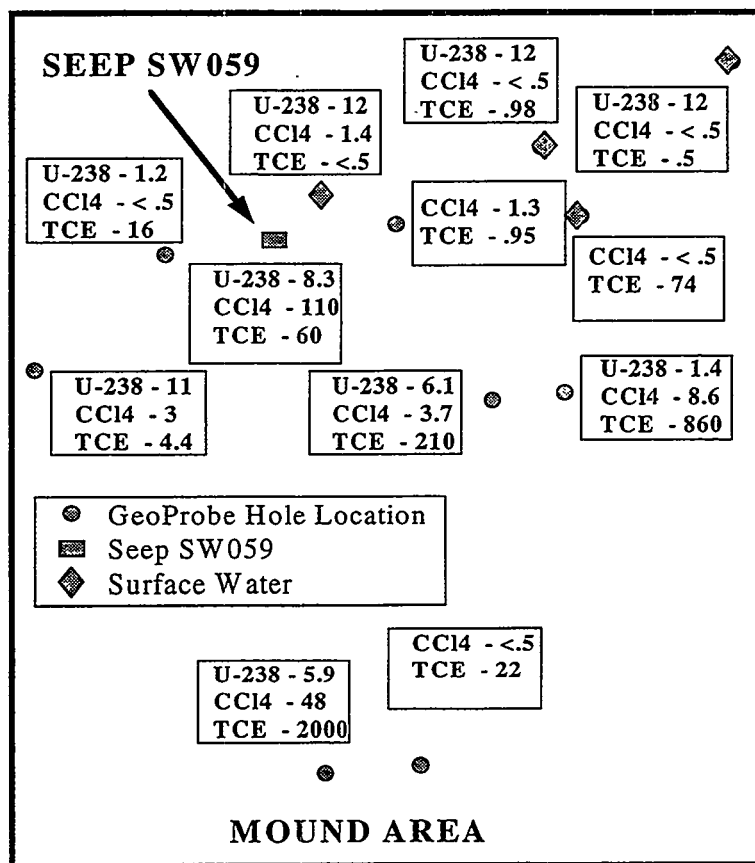 SEEP SW059
U-238 - 12
CCl4 - < .5
TCE - .98
U-238 - 12
CCl4 - 1.4
TCE - <.5
U-238 - 12
CCl4 - < .5
TCE - .5
U-238 - 1.2
CCl4 - < .5
TCE - 16
CCl4 - 1.3
TCE - .95
CCl4 - < .5
TCE - 74
U-238 - 8.3
CCl4 - 110
TCE - 60
U-238 - 11
CCl4 - 3
TCE - 4.4
U-238 - 6.1
CCl4 - 3.7
TCE - 210
U-238 - 1.4
CCl4 - 8.6
TCE - 860
GeoProbe Hole Location
Seep SW059
Surface Water
CCl4 - <.5
TCE - 22
U-238 - 5.9
CCl4 - 48
TCE - 2000
MOUND AREA